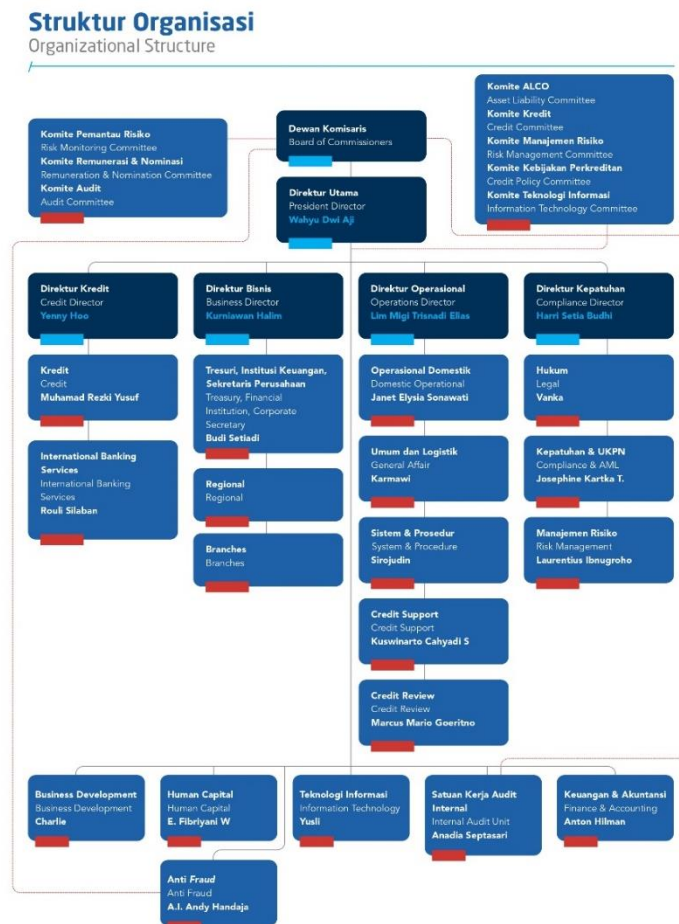 Struktur Organisasi
Organizational Structure
Komite Pemantau Risiko
Risk Monitoring Committee
Komite Remunerasi & Nominasi
Remuneration & Nomination Committee
Komite Audit
Audit Committee
Dewan Komisaris
Board of Commissioners
Direktur Utama
President Director
Wahyu Dwi Aji
Komite ALCO
Asset Liability Committee
Komite Kredit
Credit Committee
Komite Manajemen Risiko
Risk Management Committee
Komite Kebijakan Perkreditan
Credit Policy Committee
Komite Teknologi Informasi
Information Technology Committee
Direktur Kredit
Credit Director
Yenny Hoo
Kredit
Credit
Muhamad Rezki Yusuf
International Banking
Services
International Banking
Services
Rouli Silaban
Direktur Bisnis
Business Director
Kurniawan Halim
Tresuri, Institusi Keuangan,
Sekretaris Perusahaan
Treasury, Financial
Institution, Corporate
Secretary
Budi Setiadi
Regional
Regional
Branches
Branches
Direktur Operasional
Operations Director
Lim Migi Trisnadi Elias
Operasional Domestik
Domestic Operational
Janet Elysia Sonawati
Umum dan Logistik
General Affair
Karmawi
Sistem & Prosedur
System & Procedure
Sirojudin
Credit Support
Credit Support
Kuswinarto Cahyadi S
Credit Review
Credit Review
Marcus Mario Goeritno
Direktur Kepatuhan
Compliance Director
Harri Setia Budhi
Hukum
Legal
Vanka
Kepatuhan & UKPN
Compliance & AML
Josephine Kartka T.
Manajemen Risiko
Risk Management
Laurentius Ibnugroho
Business Development
Business Development
Charlie
Human Capital
Human Capital
E. Fibriyani W
Teknologi Informasi
Information Technology
Yusli
Satuan Kerja Audit
Internal
Internal Audit Unit
Anadia Septasari
Keuangan & Akuntansi
Finance & Accounting
Anton Hilman
Anti Fraud
Anti Fraud
A.I. Andy Handaja